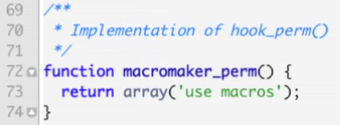 69 /**
70  * Implementation of hook_perm()
71  */
72 function macromaker_perm() {
73   return array('use macros');
74 }